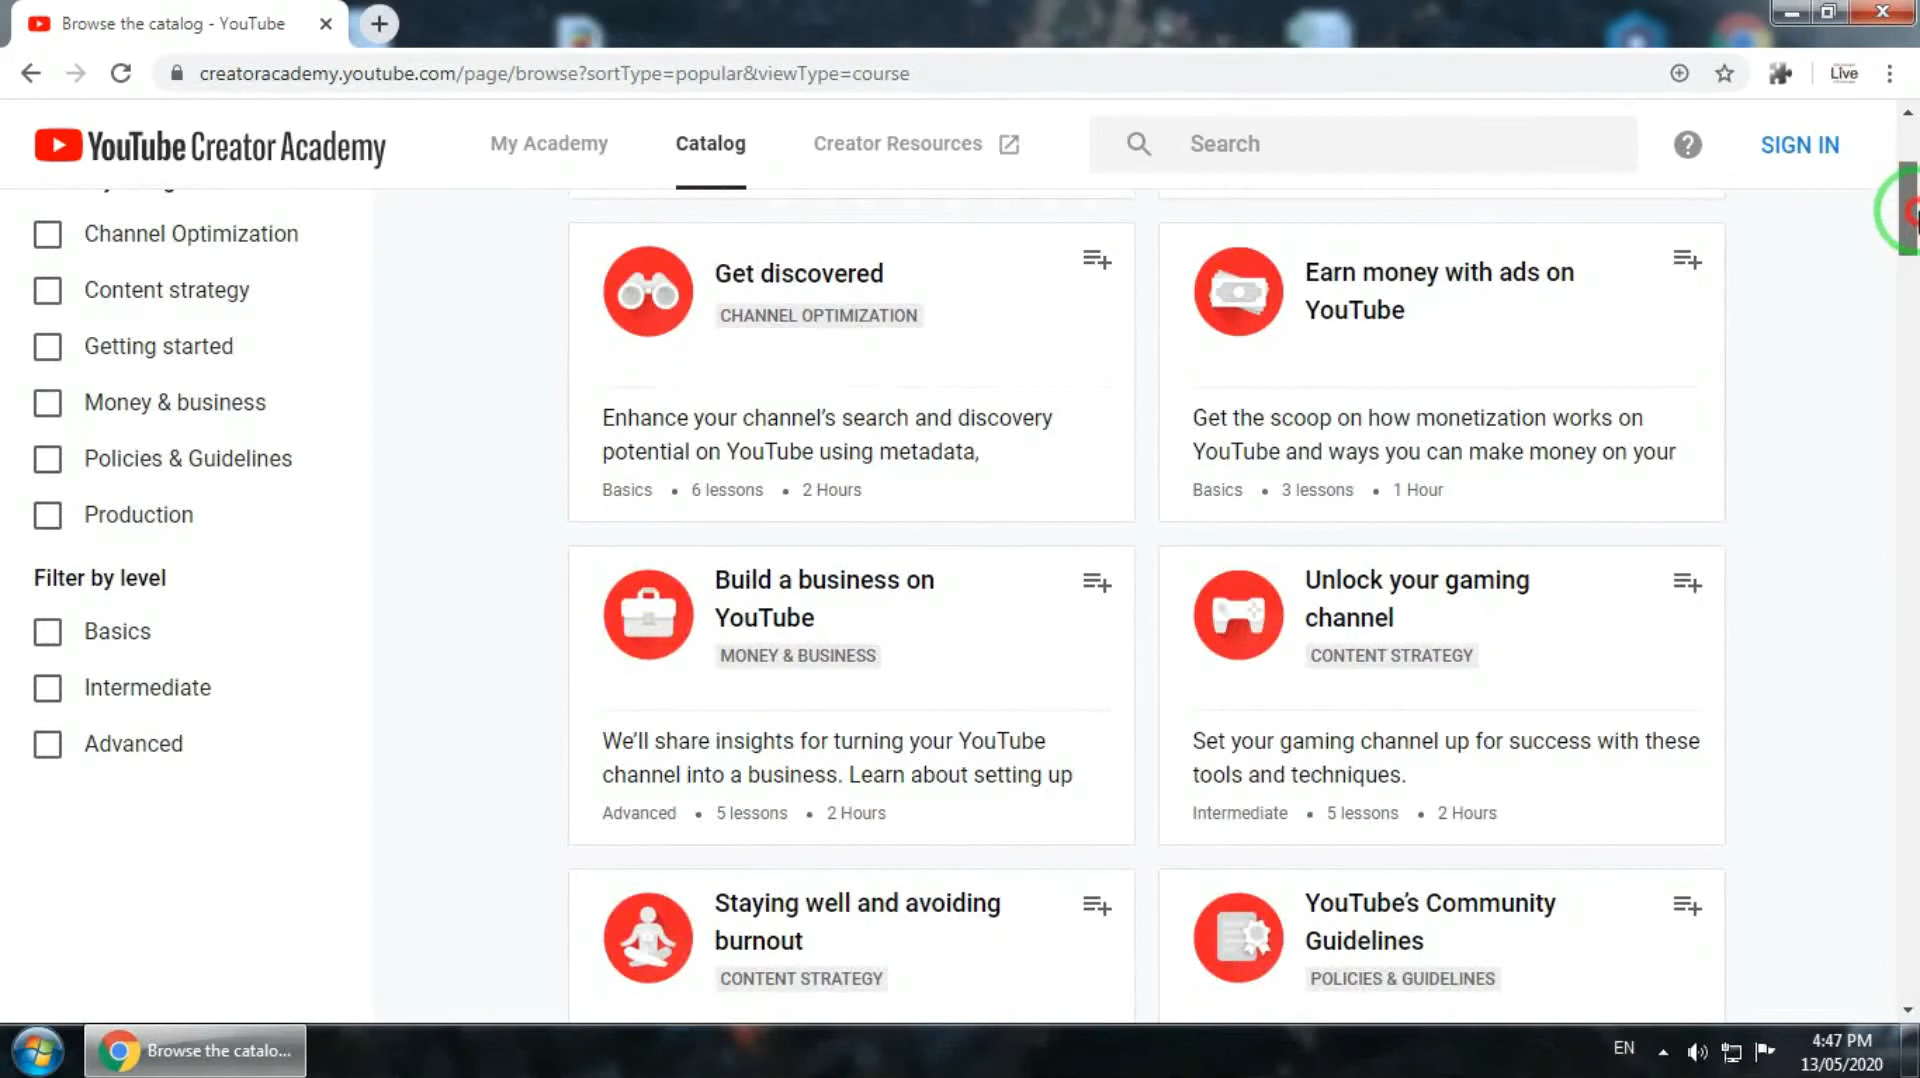 Browse the catalog - YouTube
creatoracademy.youtube.com/page/browse?sortType=popular&viewType=course
Live
YouTube Creator Academy
My Academy
Catalog
Creator Resources
Search
SIGN IN
Channel Optimization
Content strategy
Getting started
Money & business
Policies & Guidelines
Production
Filter by level
Basics
Intermediate
Advanced
Get discovered
CHANNEL OPTIMIZATION
Enhance your channel's search and discovery
potential on YouTube using metadata,
Basics • 6 lessons • 2 Hours
Earn money with ads on
YouTube
Get the scoop on how monetization works on
YouTube and ways you can make money on your
Basics • 3 lessons • 1 Hour
Build a business on
YouTube
MONEY & BUSINESS
We'll share insights for turning your YouTube
channel into a business. Learn about setting up
Advanced • 5 lessons • 2 Hours
Unlock your gaming
channel
CONTENT STRATEGY
Set your gaming channel up for success with these
tools and techniques.
Intermediate • 5 lessons • 2 Hours
Staying well and avoiding
burnout
CONTENT STRATEGY
YouTube's Community
Guidelines
POLICIES & GUIDELINES
Browse the catalo...
EN
4:47 PM
13/05/2020